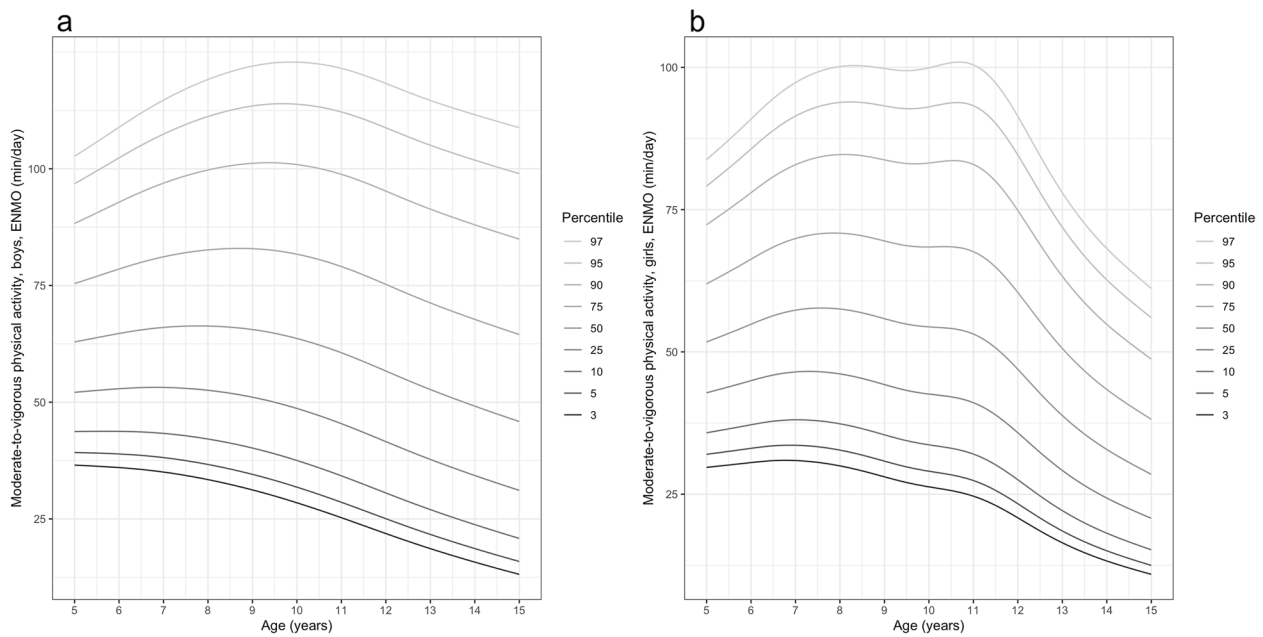 a
Moderate-to-vigorous physical activity, boys, ENMO (min/day)
100
75
50
25
5 6 7 8 9 10 11 12 13 14 15
Age (years)
Percentile
97
95
90
75
50
25
10
5
3
b
Moderate-to-vigorous physical activity, girls, ENMO (min/day)
100
75
50
25
5 6 7 8 9 10 11 12 13 14 15
Age (years)
Percentile
97
95
90
75
50
25
10
5
3